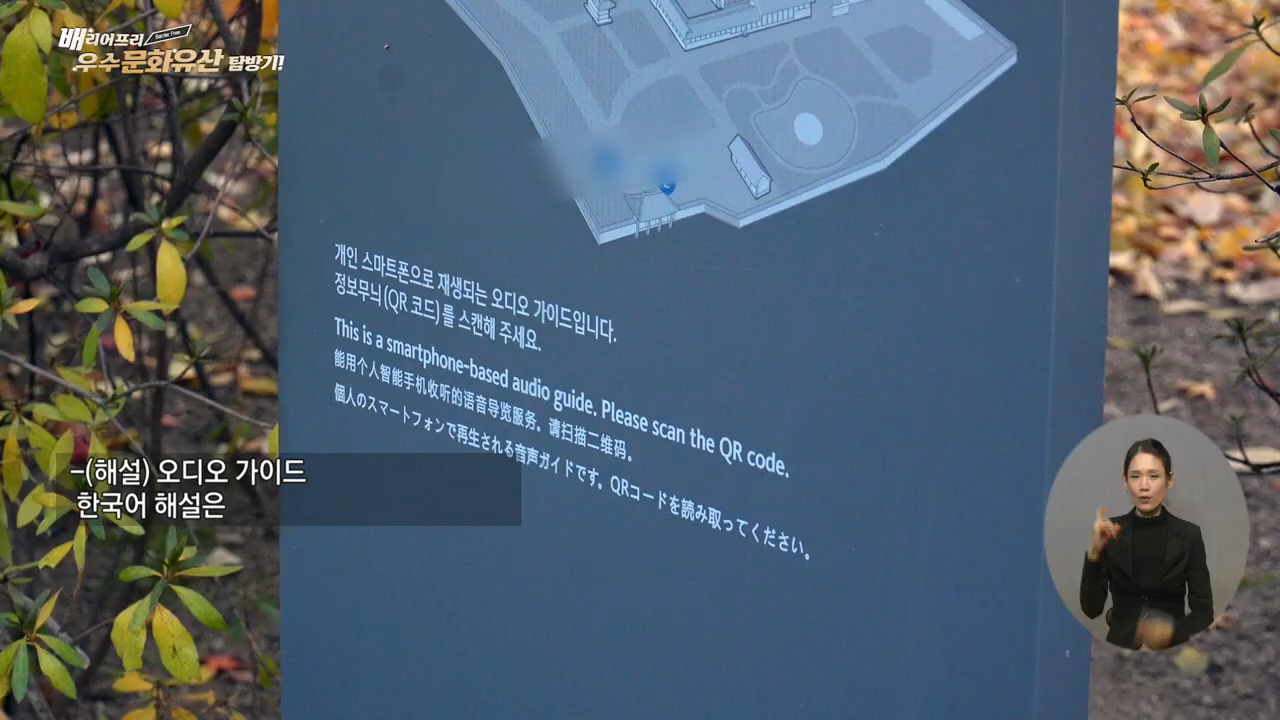 배리어프리 Barrier Free
우수문화유산 탐방기!
개인 스마트폰으로 재생되는 오디오 가이드입니다.
정보무늬(QR 코드)를 스캔해 주세요.
This is a smartphone-based audio guide. Please scan the QR code.
能用个人智能手机收听的语音导览服务。请扫描二维码。
個人のスマートフォンで再生される音声ガイドです。QRコードを読み取ってください。
-(해설) 오디오 가이드
한국어 해설은